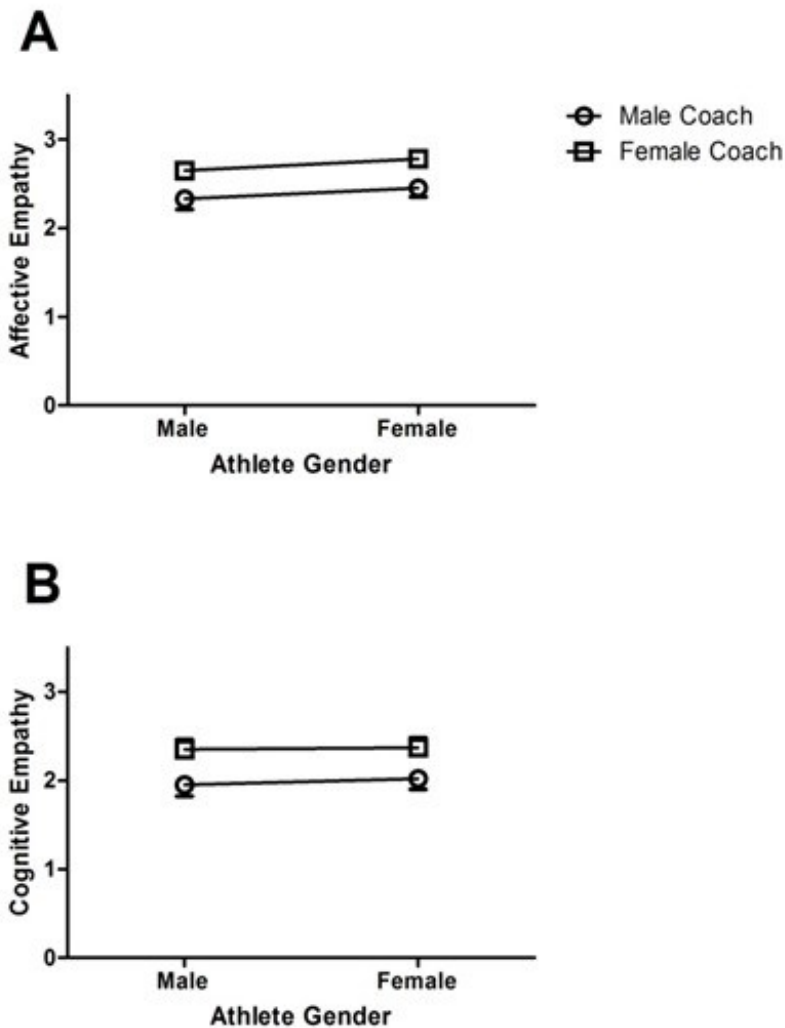 A
Male Coach
Female Coach
Affective Empathy
3
2
1
0
Male Female
Athlete Gender
B
Cognitive Empathy
3
2
1
0
Male Female
Athlete Gender